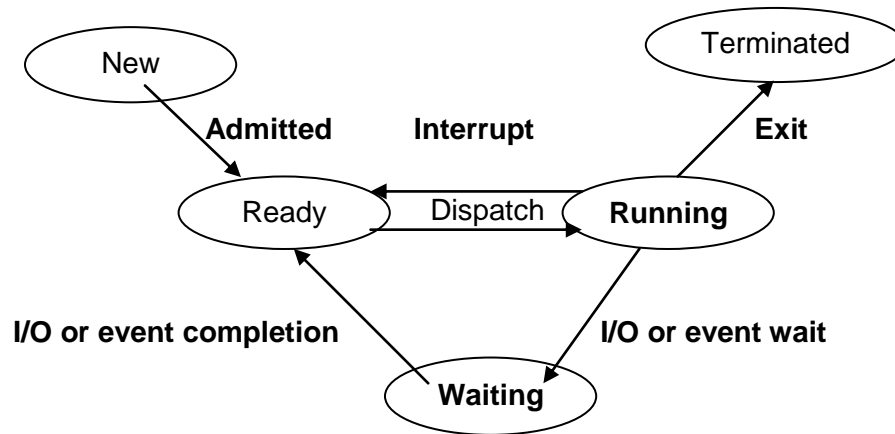 New
Terminated
Admitted
Interrupt
Exit
Ready
Dispatch
Running
I/O or event completion
I/O or event wait
Waiting